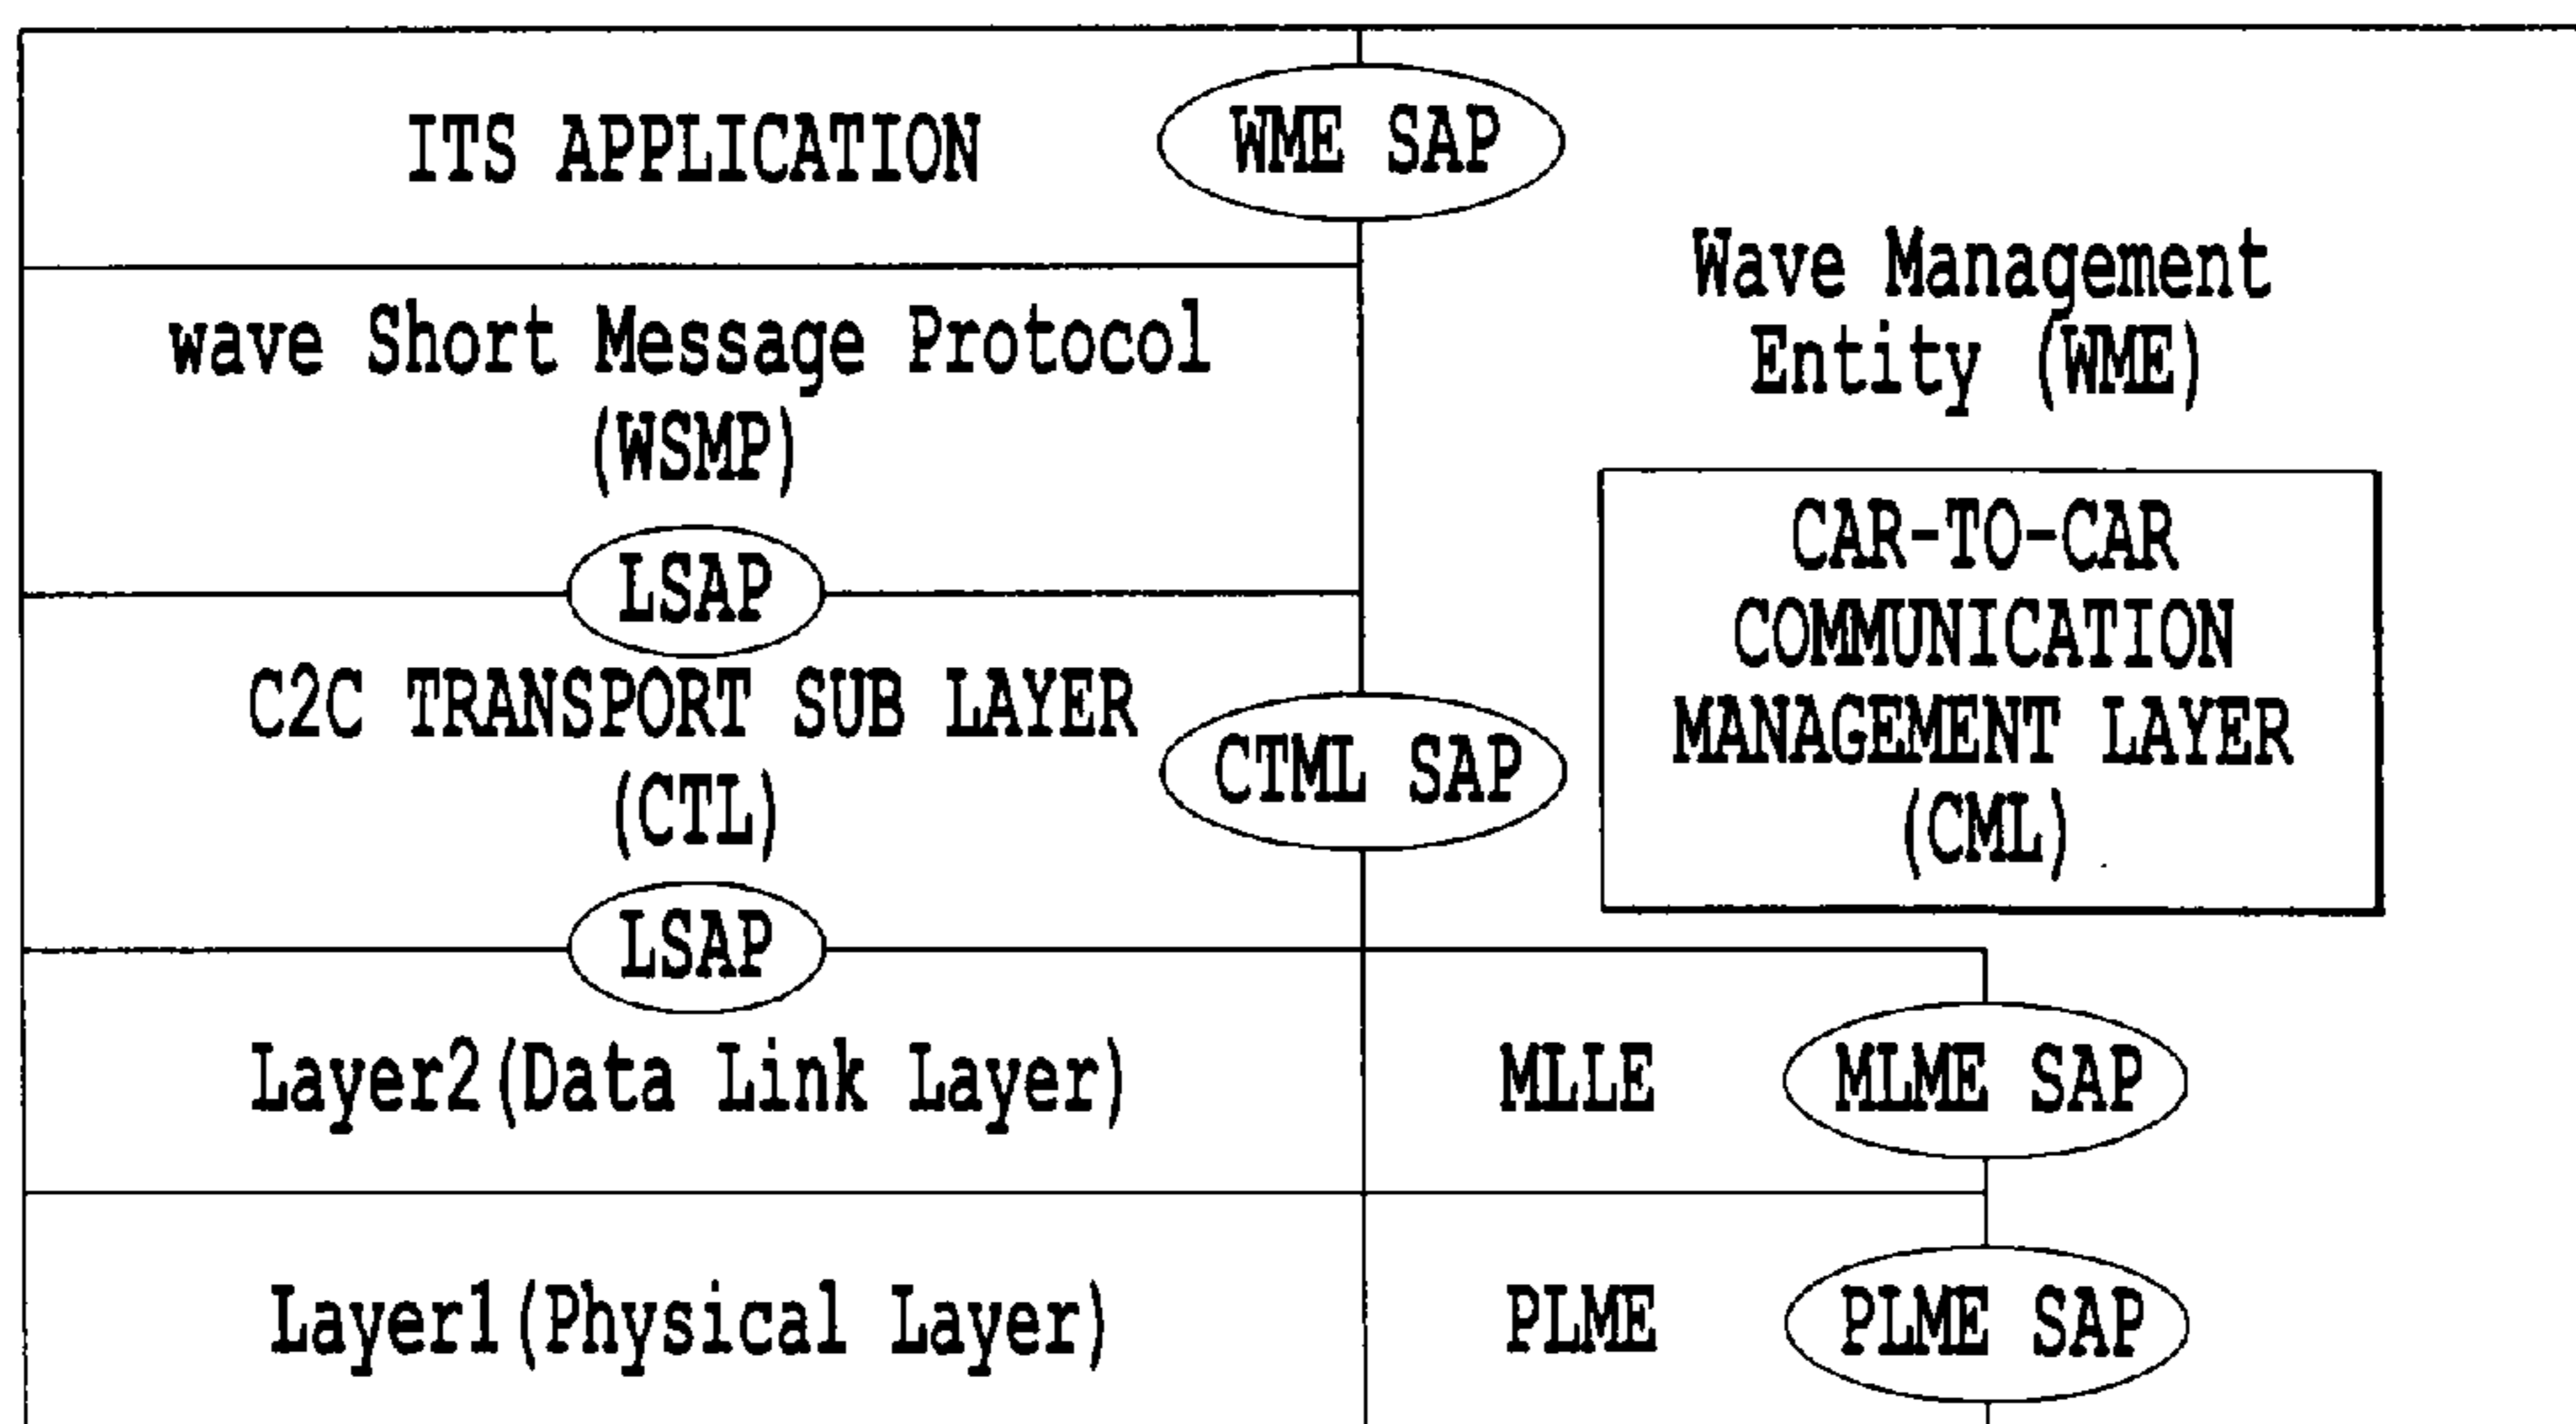 ITS APPLICATION
WME SAP
wave Short Message Protocol
(WSMP)
Wave Management
Entity (WME)
LSAP
C2C TRANSPORT SUB LAYER
(CTL)
CTML SAP
CAR-TO-CAR
COMMUNICATION
MANAGEMENT LAYER
(CML)
LSAP
Layer2(Data Link Layer)
MLLE
MLME SAP
Layer1(Physical Layer)
PLME
PLME SAP